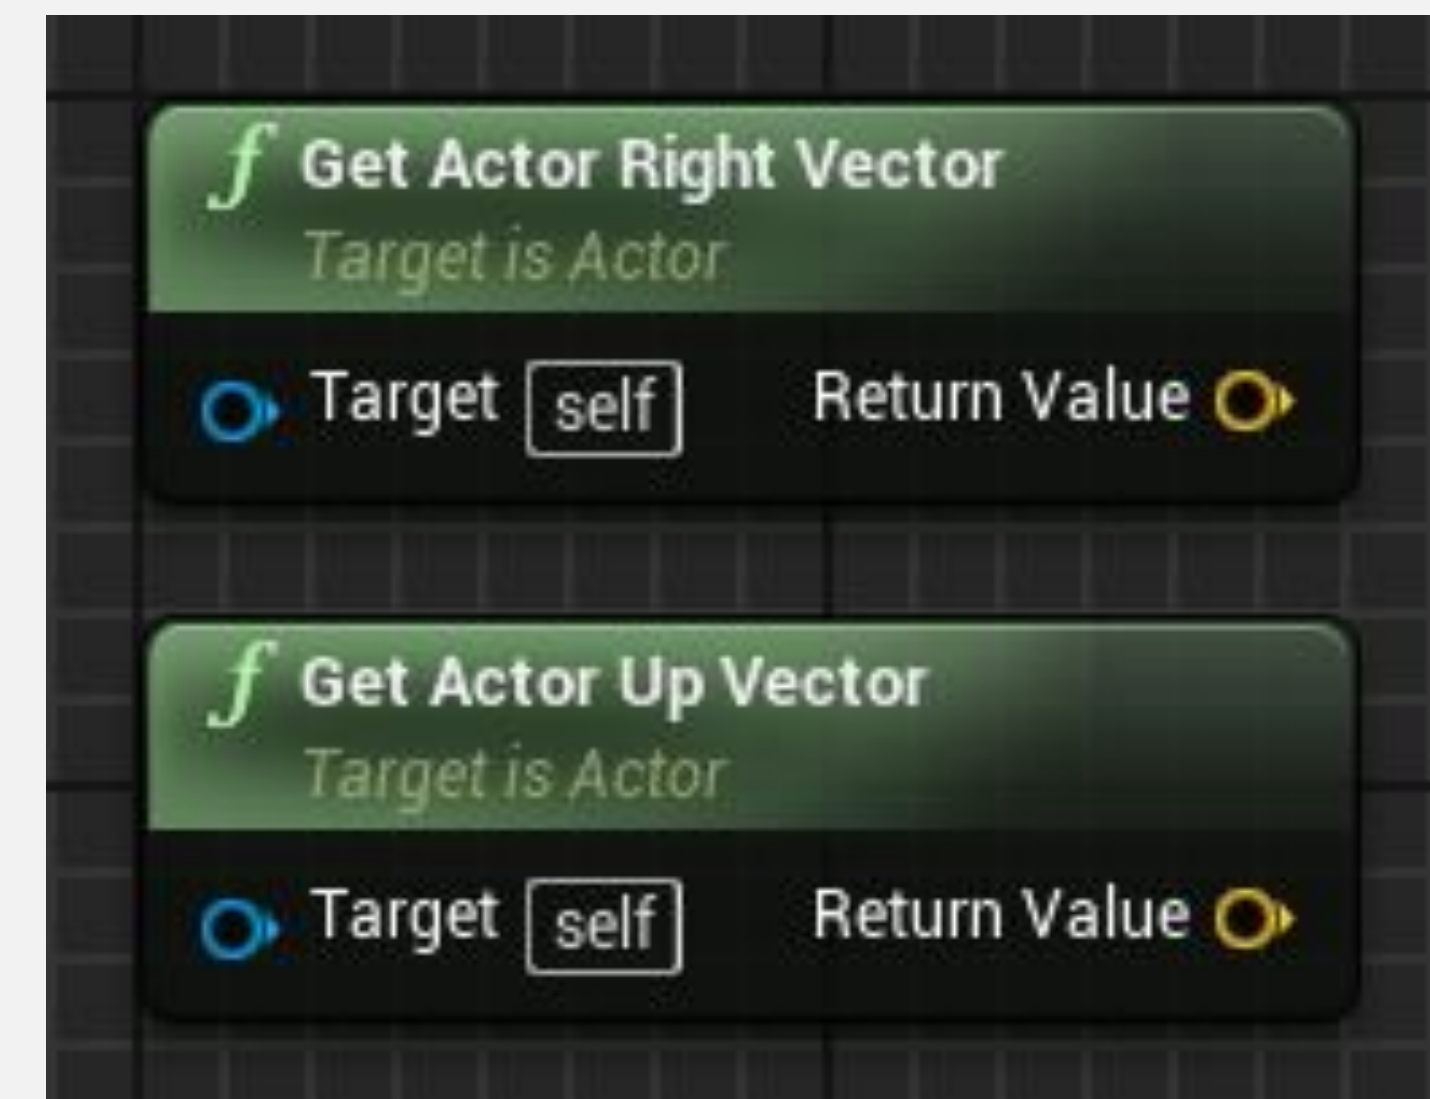 f Get Actor Right Vector
Target is Actor
Target self Return Value
f Get Actor Up Vector
Target is Actor
Target self Return Value